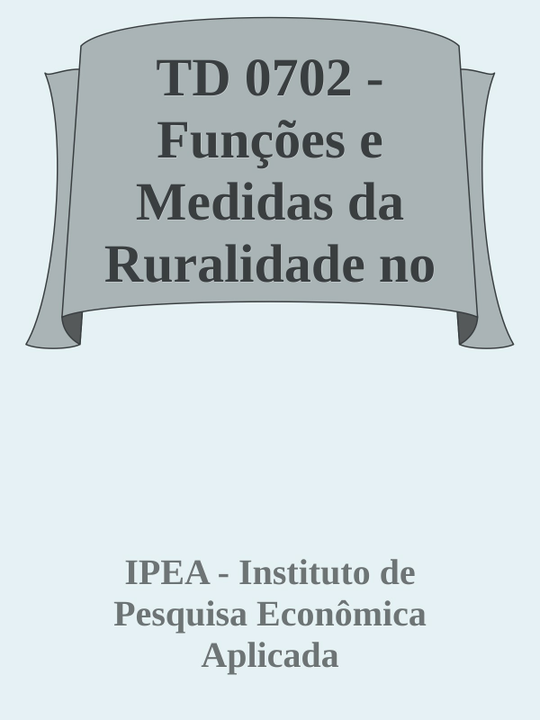 TD 0702 -
Funções e
Medidas da
Ruralidade no
IPEA - Instituto de
Pesquisa Econômica
Aplicada